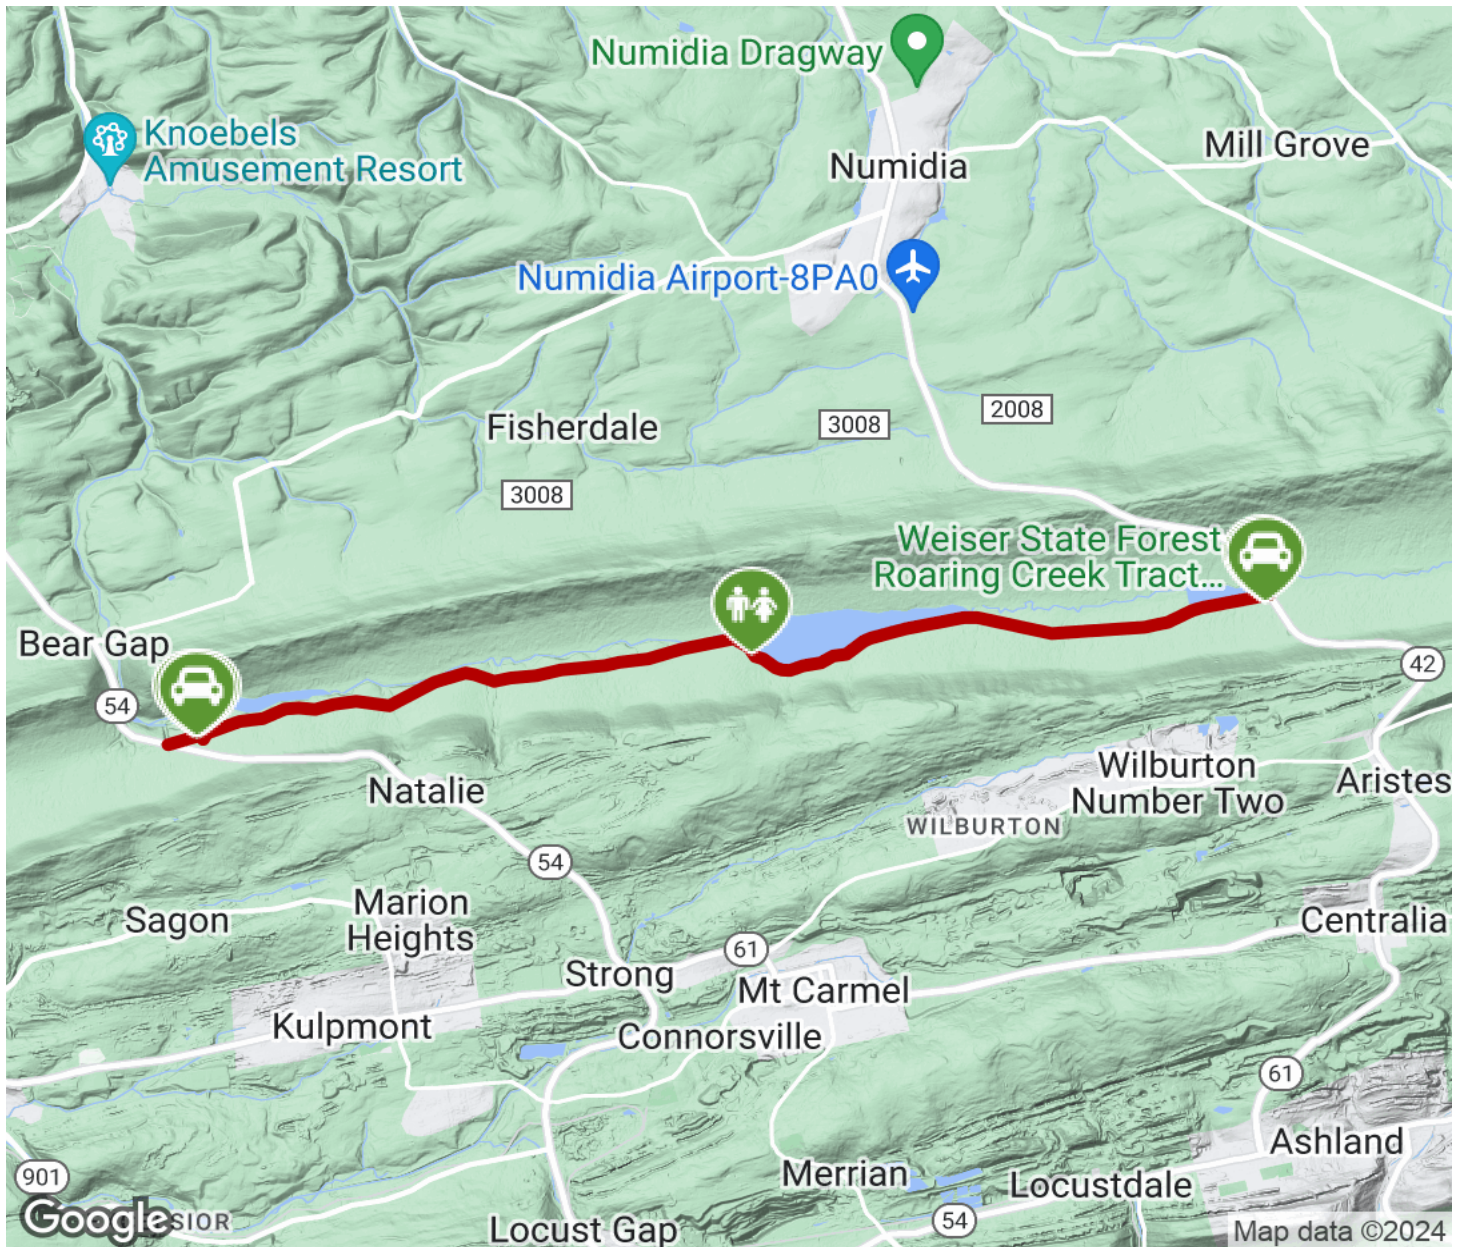 Numidia Dragway
Knoebels
Amusement Resort
Mill Grove
Numidia
Numidia Airport-8PA0
2008
3008
Fisherdale
3008
Weiser State Forest
Roaring Creek Tract...
Bear Gap
42
54
Wilburton
Number Two
Aristes
Natalie
WILBURTON
54
Marion
Heights
Sagon
Centralia
61
Strong
Mt Carmel
Kulpmont
Connorsville
61
Ashland
Merrian
901
Locustdale
54
Google
SIOR
Locust Gap
Map data ©2024